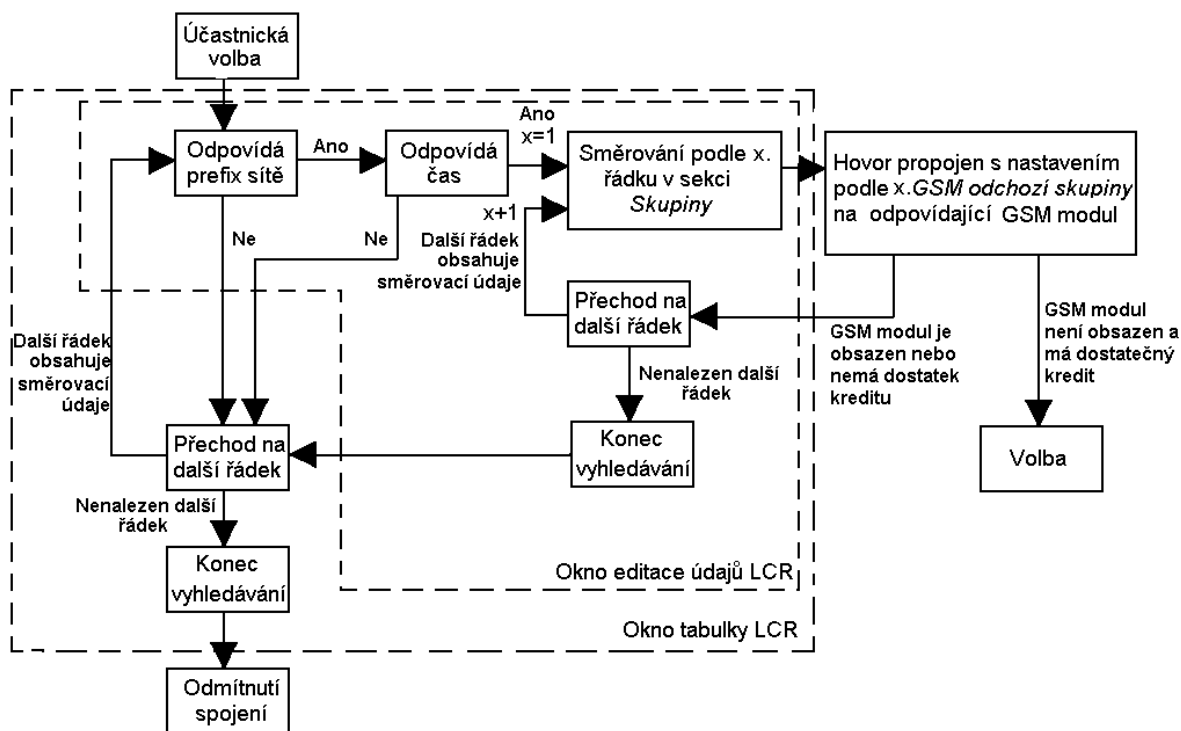 Účastnická
volba
Odpovídá
prefix sítě
Ano
Odpovídá
čas
Ano
x=1
Směrování podle x.
řádku v sekci
Skupiny
Hovor propojen s nastavením
podle x.GSM odchozí skupiny
na odpovídající GSM modul
x+1
Ne
Ne
Další řádek
obsahuje
směrovací údaje
Přechod na
další řádek
GSM modul je
obsazen nebo
nemá dostatek
kreditu
GSM modul
není obsazen a
má dostatečný
kredit
Další řádek
obsahuje
směrovací
údaje
Nenalezen další
řádek
Přechod na
další řádek
Konec
vyhledávání
Volba
Nenalezen další
řádek
Konec
vyhledávání
Okno editace údajů LCR
Okno tabulky LCR
Odmítnutí
spojení